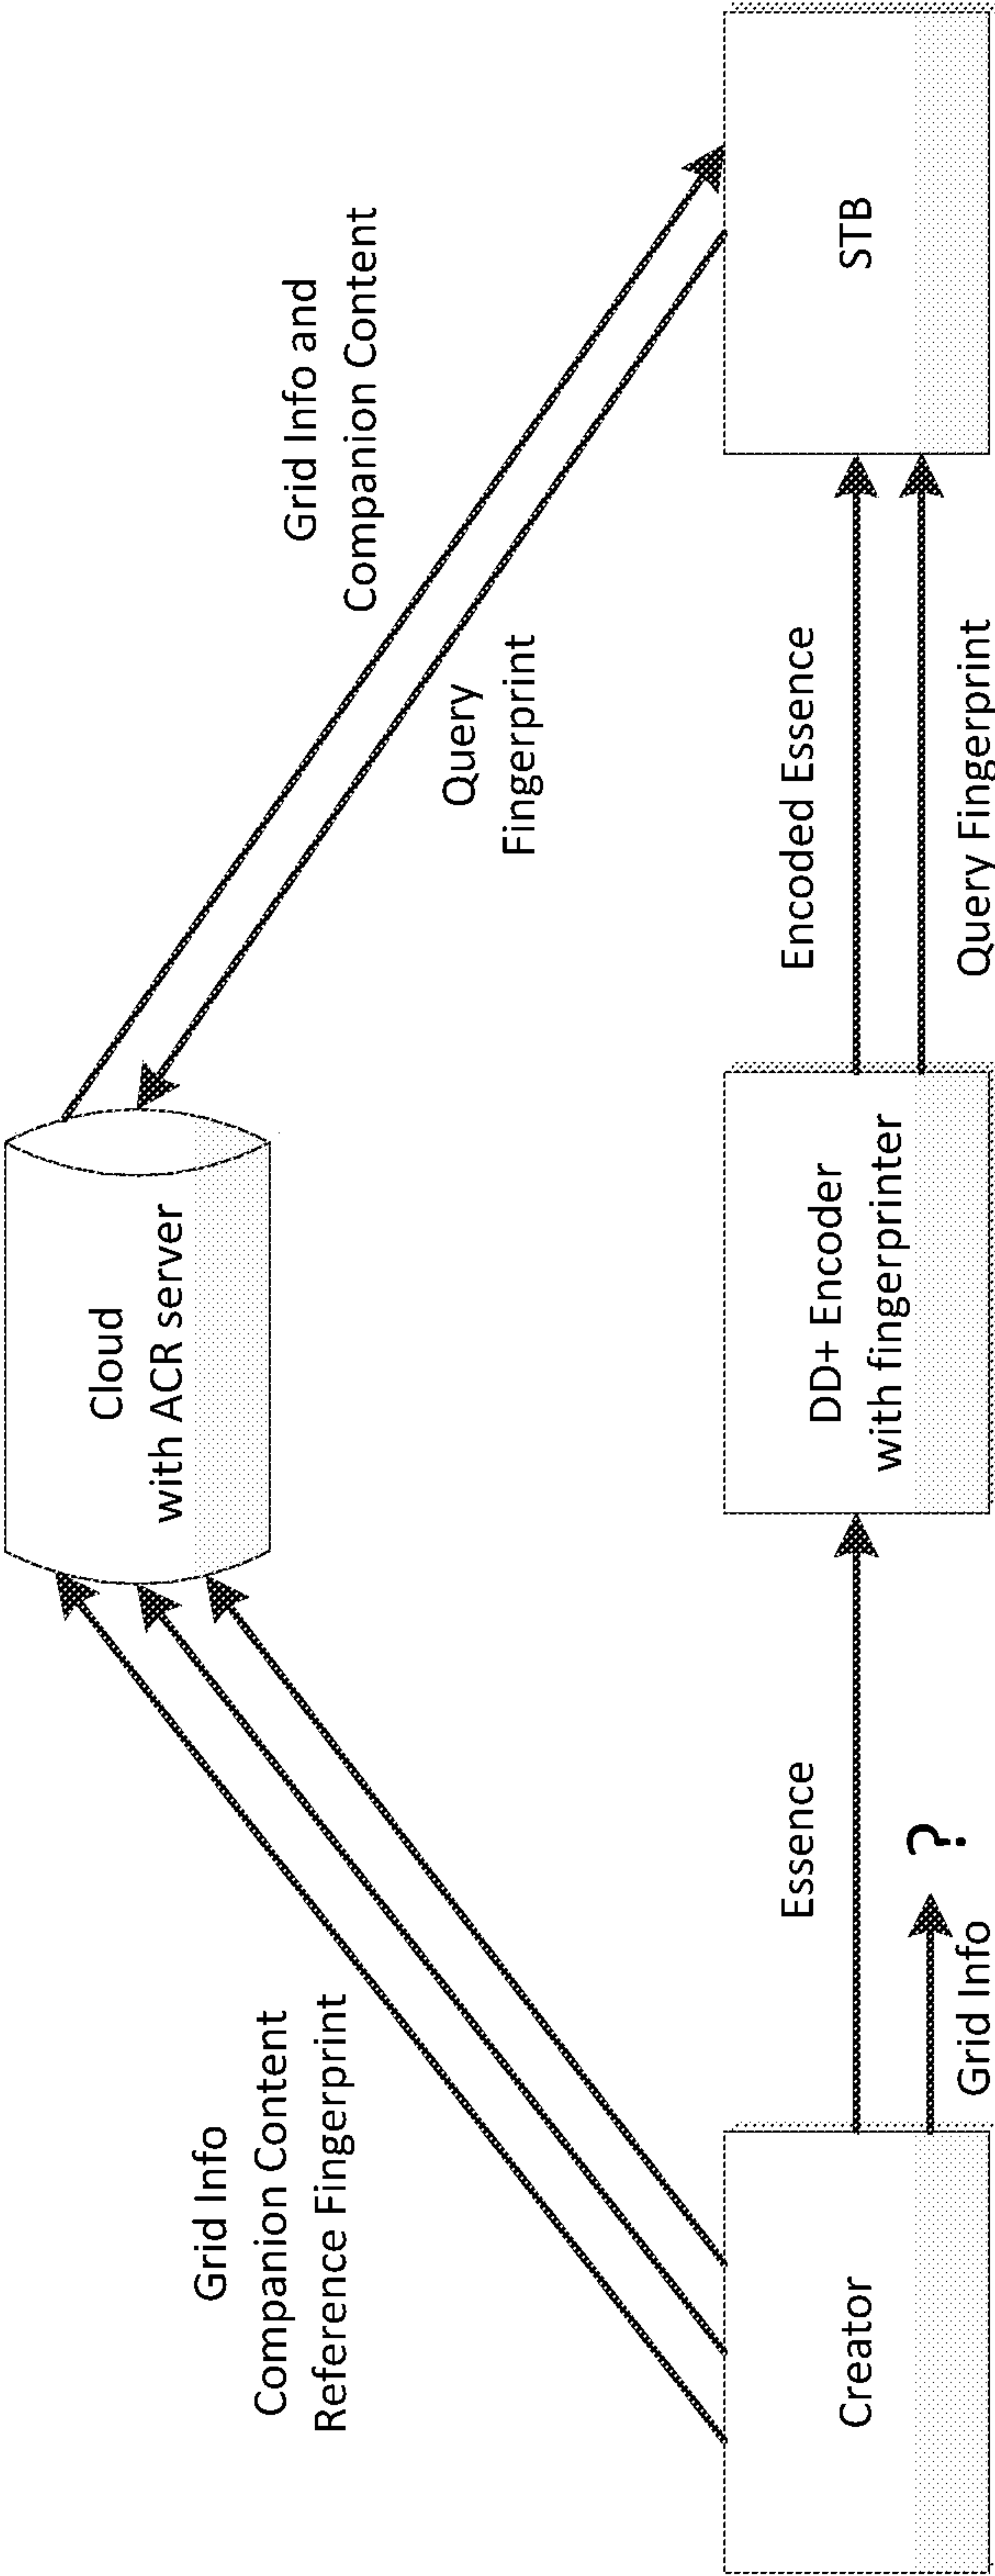 Cloud
with ACR server
Grid Info
Companion Content
Reference Fingerprint
Grid Info and
Companion Content
Query
Fingerprint
Creator
Essence
Grid Info
?
DD+ Encoder
with fingerprinter
Encoded Essence
Query Fingerprint
STB